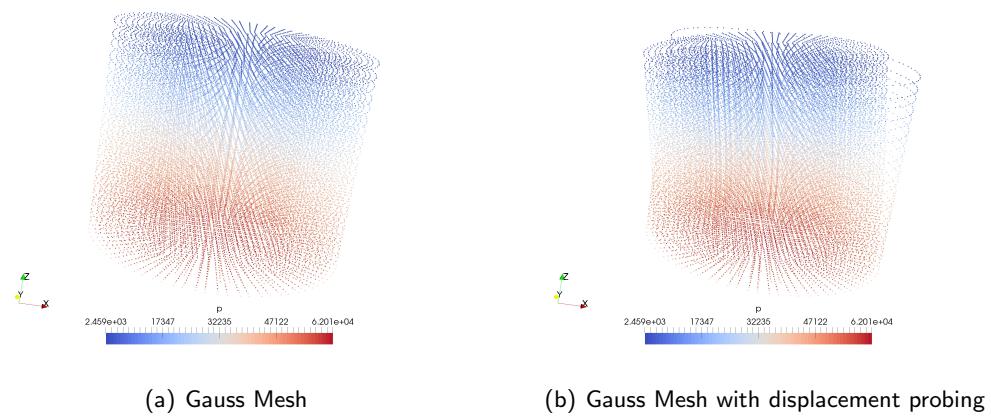 Z
Y
X
p
2.459e+03 17347 32235 47122 6.201e+04
(a) Gauss Mesh
Z
Y
X
p
2.459e+03 17347 32235 47122 6.201e+04
(b) Gauss Mesh with displacement probing